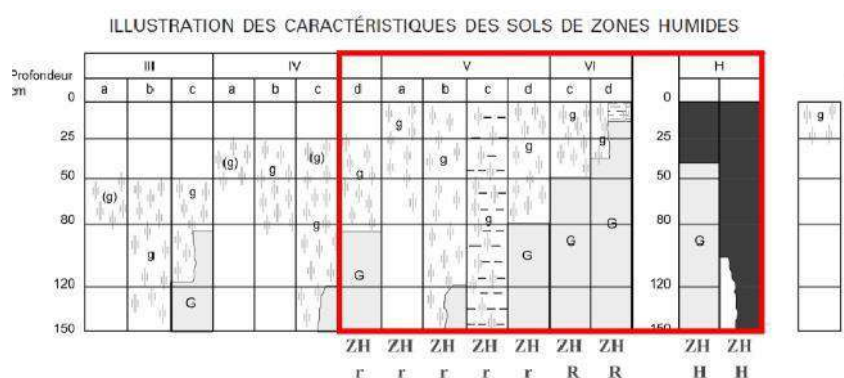 ILLUSTRATION DES CARACTÉRISTIQUES DES SOLS DE ZONES HUMIDES
III IV V VI H
Profondeur
cm
a b c a b c d a b c d c d
0 0
g g g
25 25
(g) (g) g g
g g g
50 50
(g) g
80 80
g g g
G G G G G
120 120
G
150 150
ZH ZH ZH ZH ZH ZH ZH ZH ZH
r r r r r R R H H